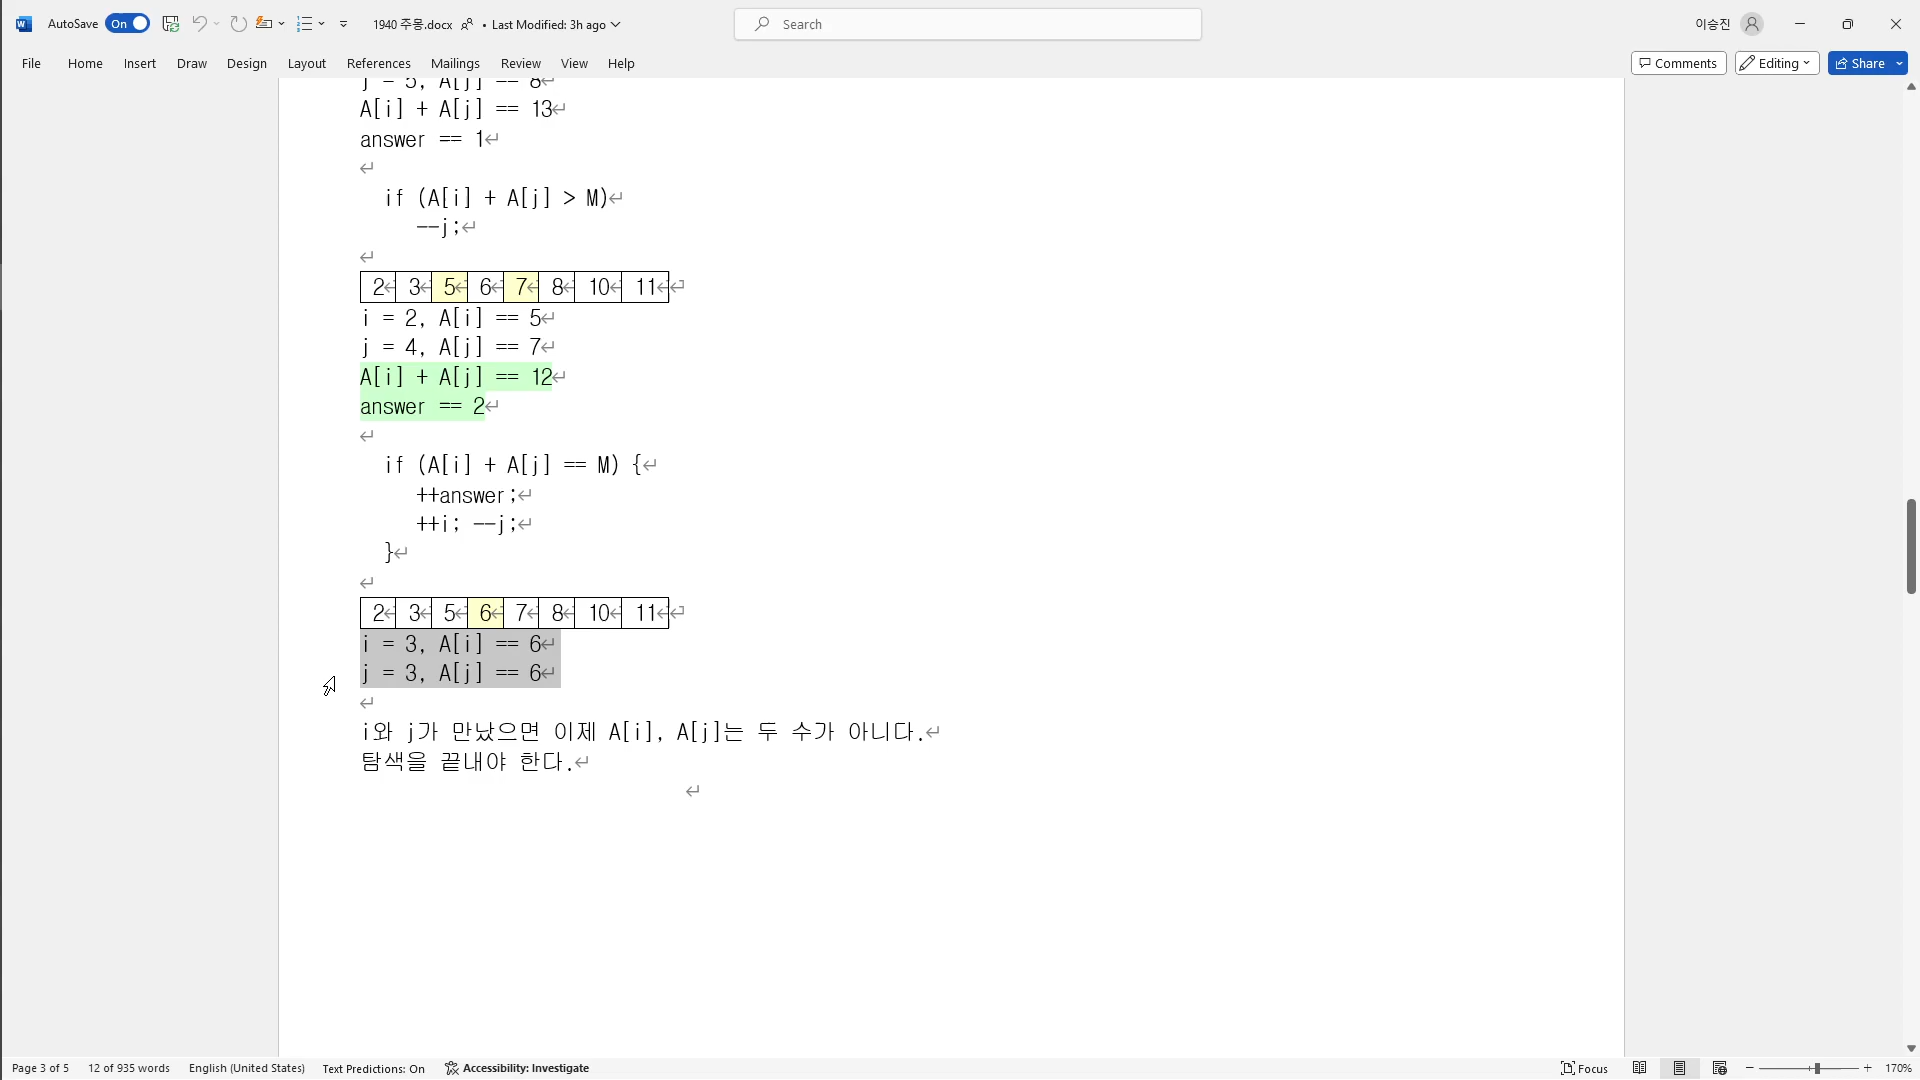 AutoSave On 1940 주몽.docx • Last Modified: 3h ago Search 이승진
File Home Insert Draw Design Layout References Mailings Review View Help Comments Editing Share
j = 5, A[j] == 8
A[i] + A[j] == 13
answer == 1
if (A[i] + A[j] > M)
--j;
2 3 5 6 7 8 10 11
i = 2, A[i] == 5
j = 4, A[j] == 7
A[i] + A[j] == 12
answer == 2
if (A[i] + A[j] == M) {
++answer;
++i; --j;
}
2 3 5 6 7 8 10 11
i = 3, A[i] == 6
j = 3, A[j] == 6
i와 j가 만났으면 이제 A[i], A[j]는 두 수가 아니다.
탐색을 끝내야 한다.
Page 3 of 5 12 of 935 words English (United States) Text Predictions: On Accessibility: Investigate Focus 170%